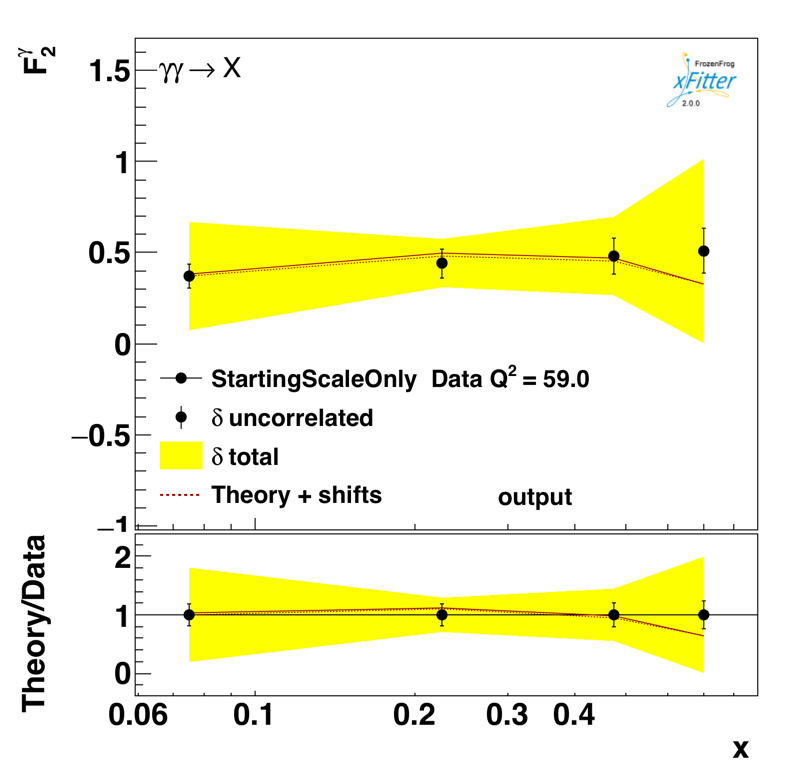 F₂^γ
1.5
γγ → X
FrozenFrog
xFitter
2.0.0
1
0.5
0
StartingScaleOnly Data Q² = 59.0
δ uncorrelated
−0.5
δ total
Theory + shifts output
−1
Theory/Data
2
1
0
0.06 0.1 0.2 0.3 0.4
x